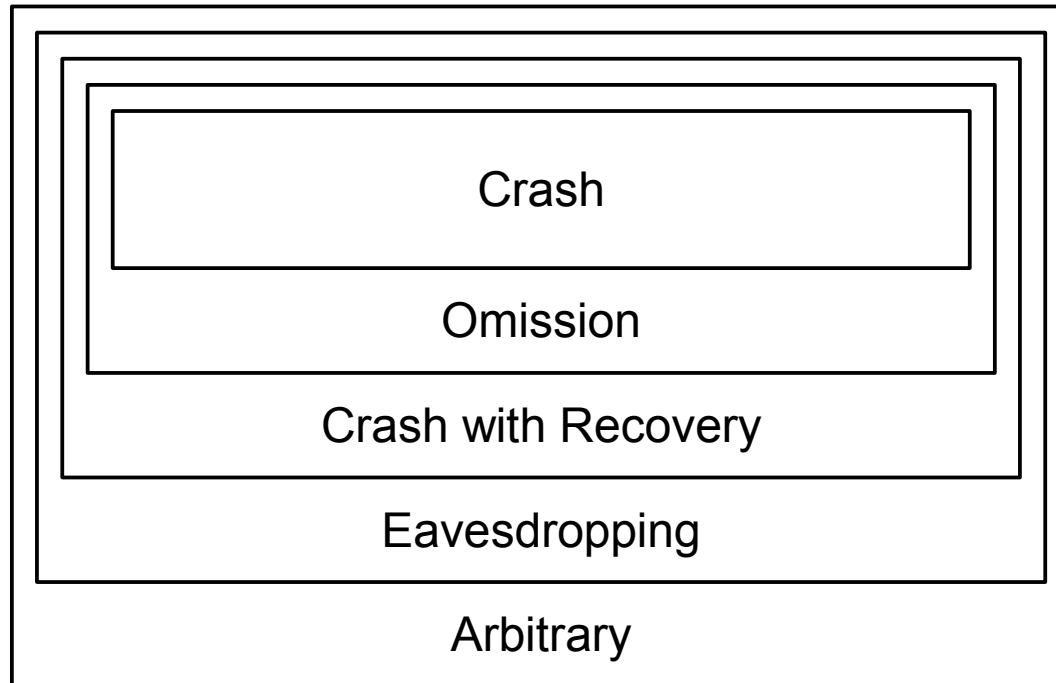 Crash
Omission
Crash with Recovery
Eavesdropping
Arbitrary